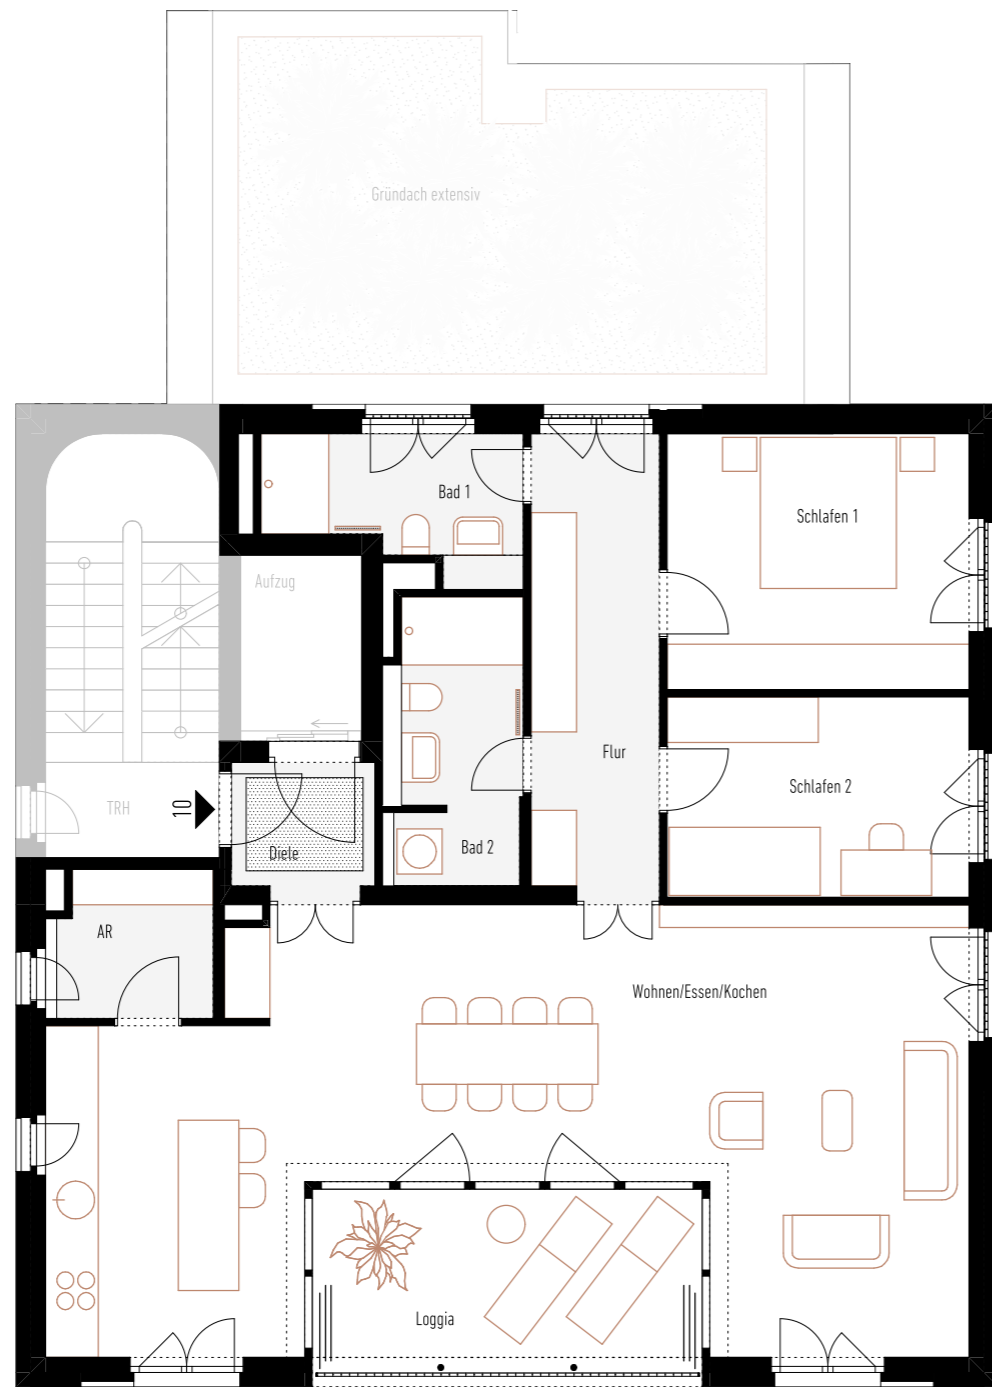 Gründach extensiv
Bad 1
Schlafen 1
Aufzug
Flur
Schlafen 2
TRH
10
Diele
Bad 2
AR
Wohnen/Essen/Kochen
Loggia